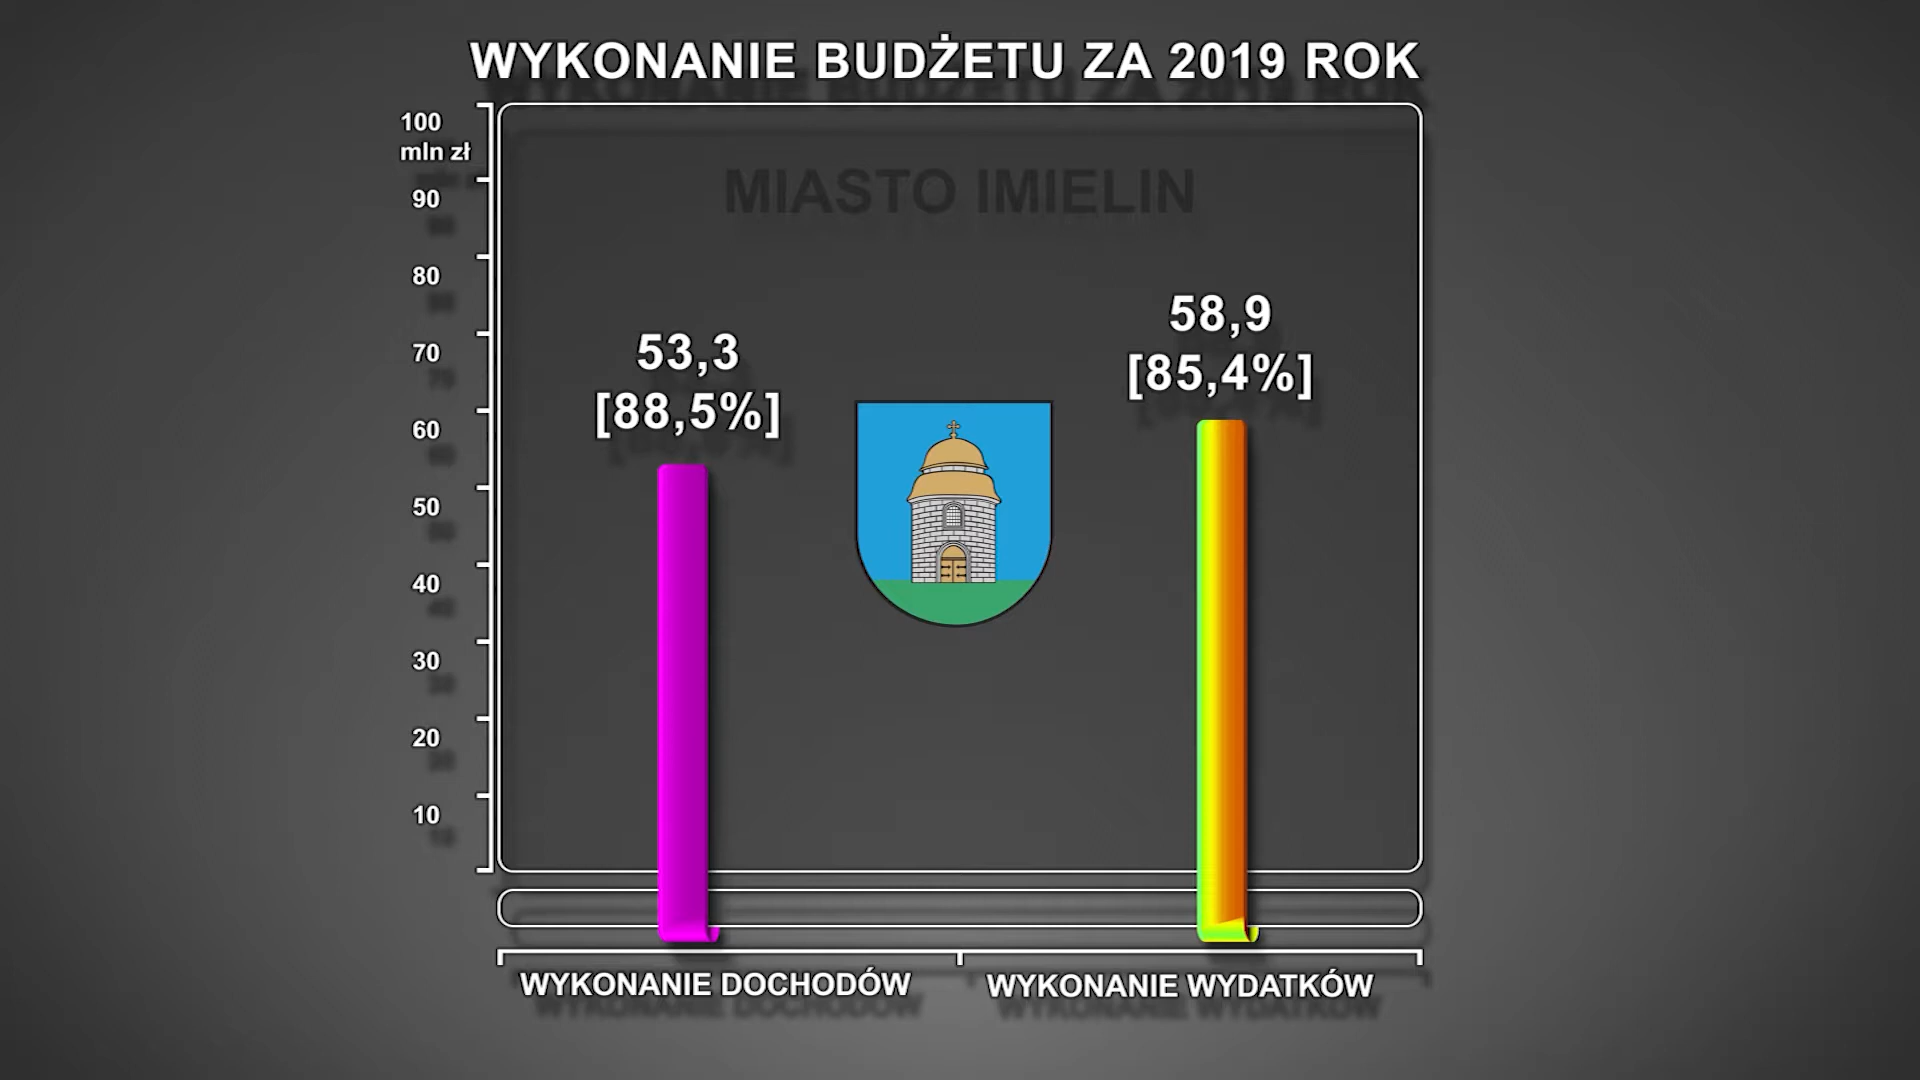 WYKONANIE BUDŻETU ZA 2019 ROK
100
mln zł
90
80
70
60
50
40
30
20
10
MIASTO IMIELIN
53,3
[88,5%]
58,9
[85,4%]
WYKONANIE DOCHODÓW
WYKONANIE WYDATKÓW